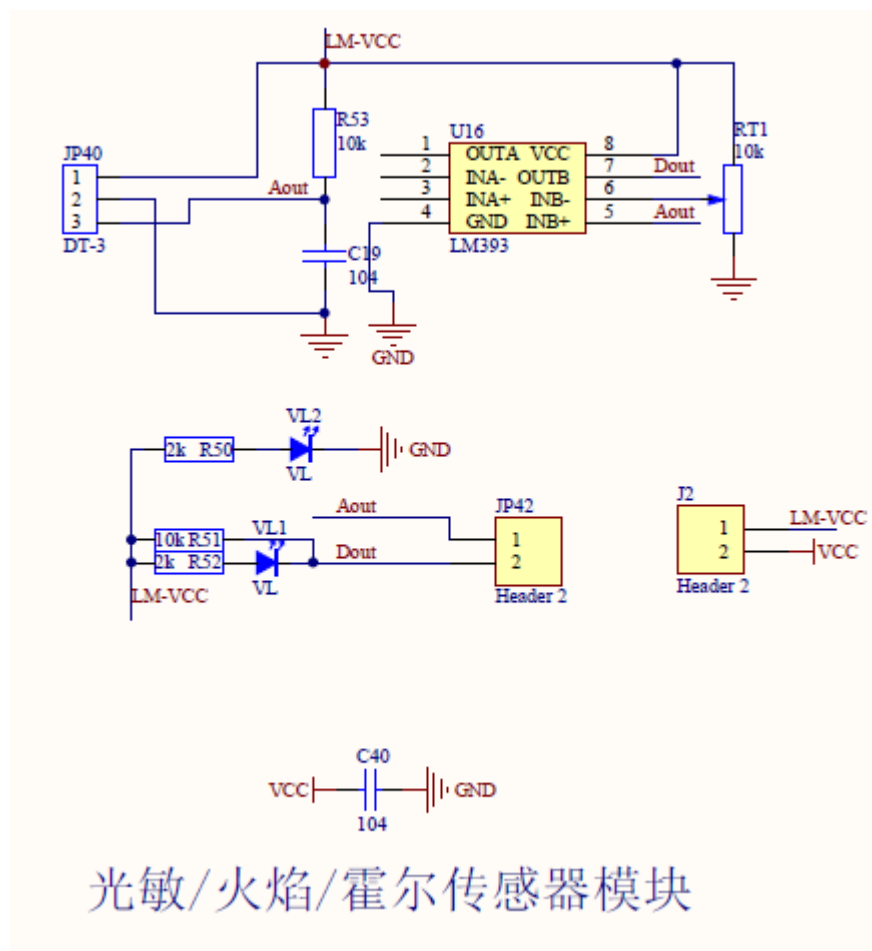 LM-VCC
R53
10k
JP40
1
2
3
DT-3
Aout
C19
104
GND
U16
1 OUTA VCC 8
2 INA- OUTB 7
3 INA+ INB- 6
4 GND INB+ 5
LM393
Dout
Aout
RT1
10k
VL2
2k R50
VL
GND
10k R51
2k R52
VL1
VL
LM-VCC
Aout
Dout
JP42
1
2
Header 2
J2
1
2
Header 2
LM-VCC
VCC
C40
VCC
GND
104
光敏/火焰/霍尔传感器模块